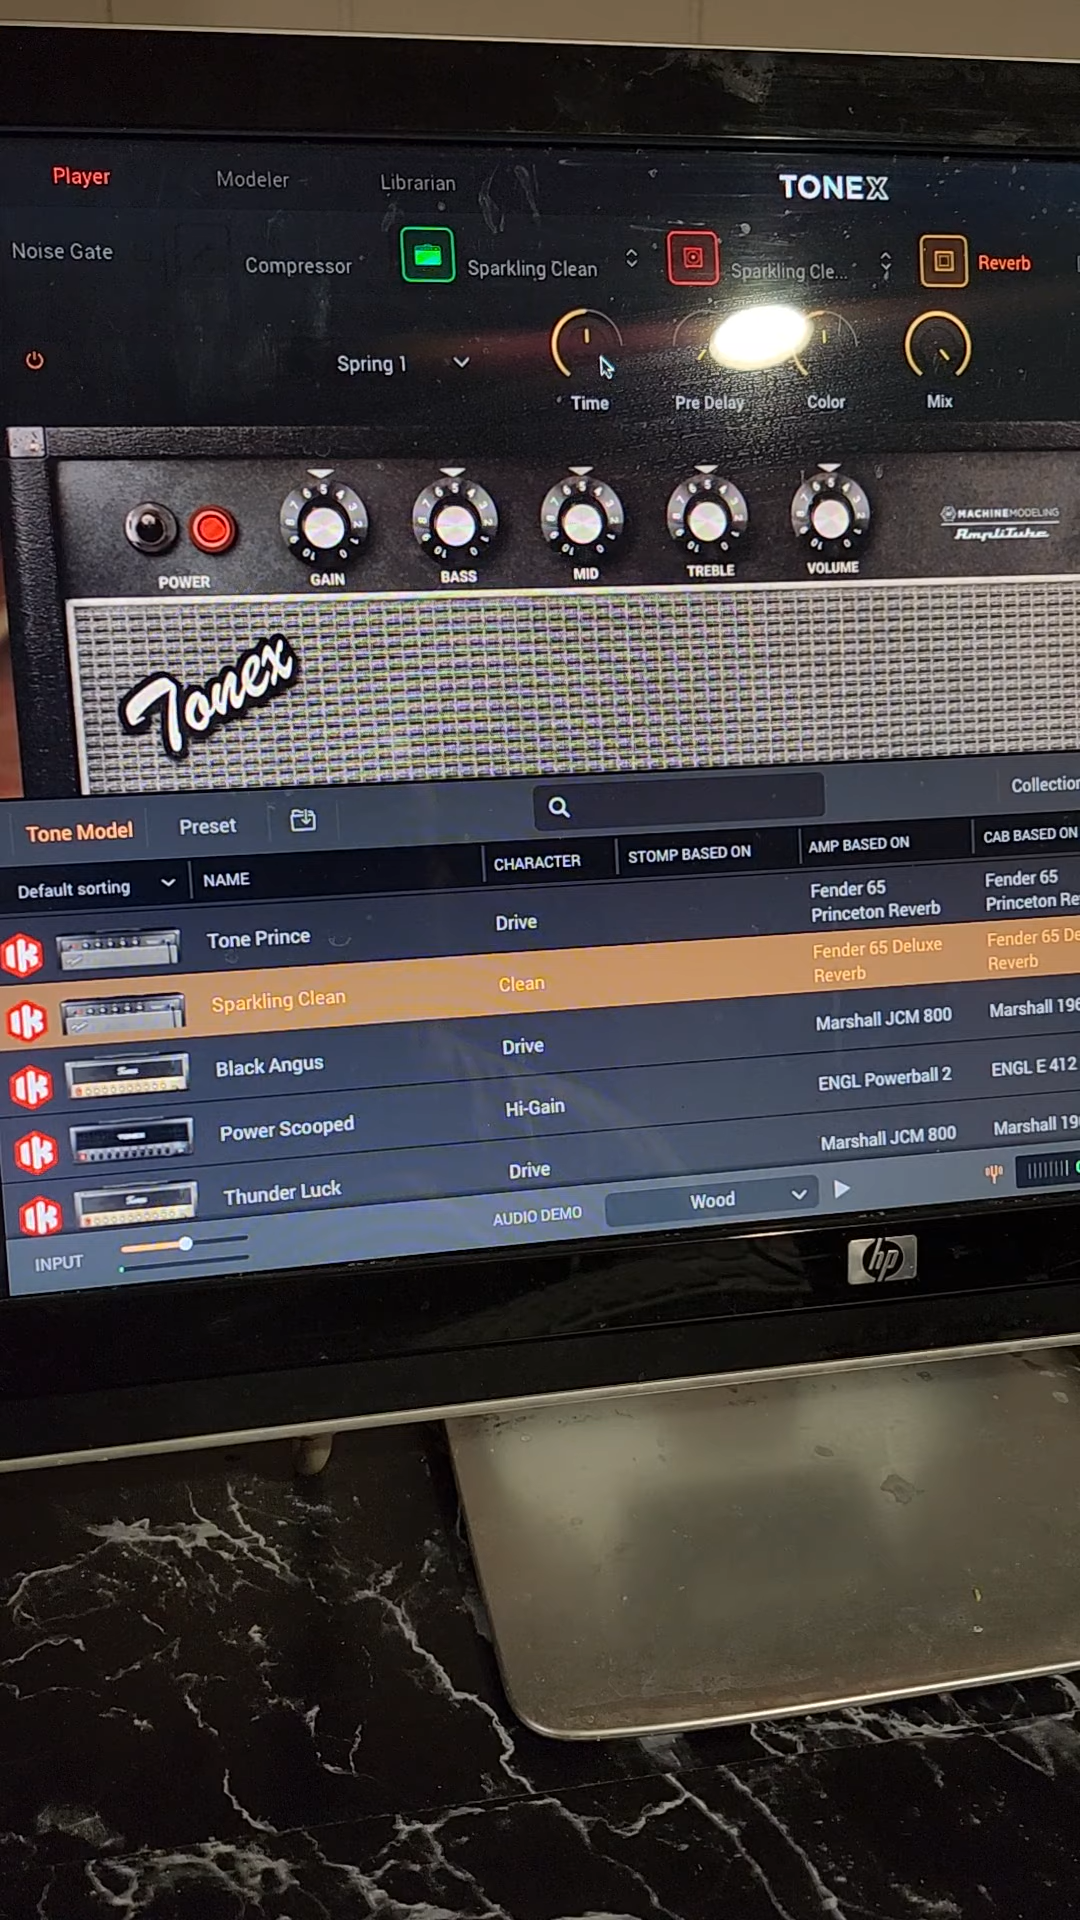 Player Modeler Librarian TONEX
Noise Gate Compressor Sparkling Clean Sparkling Cle... Reverb
Spring 1 Time Pre Delay Color Mix
POWER GAIN BASS MID TREBLE VOLUME
MACHINEMODELING
AmpliTube
Tonex
Tone Model Preset Collection
Default sorting NAME CHARACTER STOMP BASED ON AMP BASED ON CAB BASED ON
Tone Prince Drive Fender 65 Princeton Reverb Fender 65 Princeton Re
Sparkling Clean Clean Fender 65 Deluxe Reverb Fender 65 De Reverb
Black Angus Drive Marshall JCM 800 Marshall 196
Power Scooped Hi-Gain ENGL Powerball 2 ENGL E 412
Thunder Luck Drive Marshall JCM 800 Marshall 19
INPUT AUDIO DEMO Wood
hp